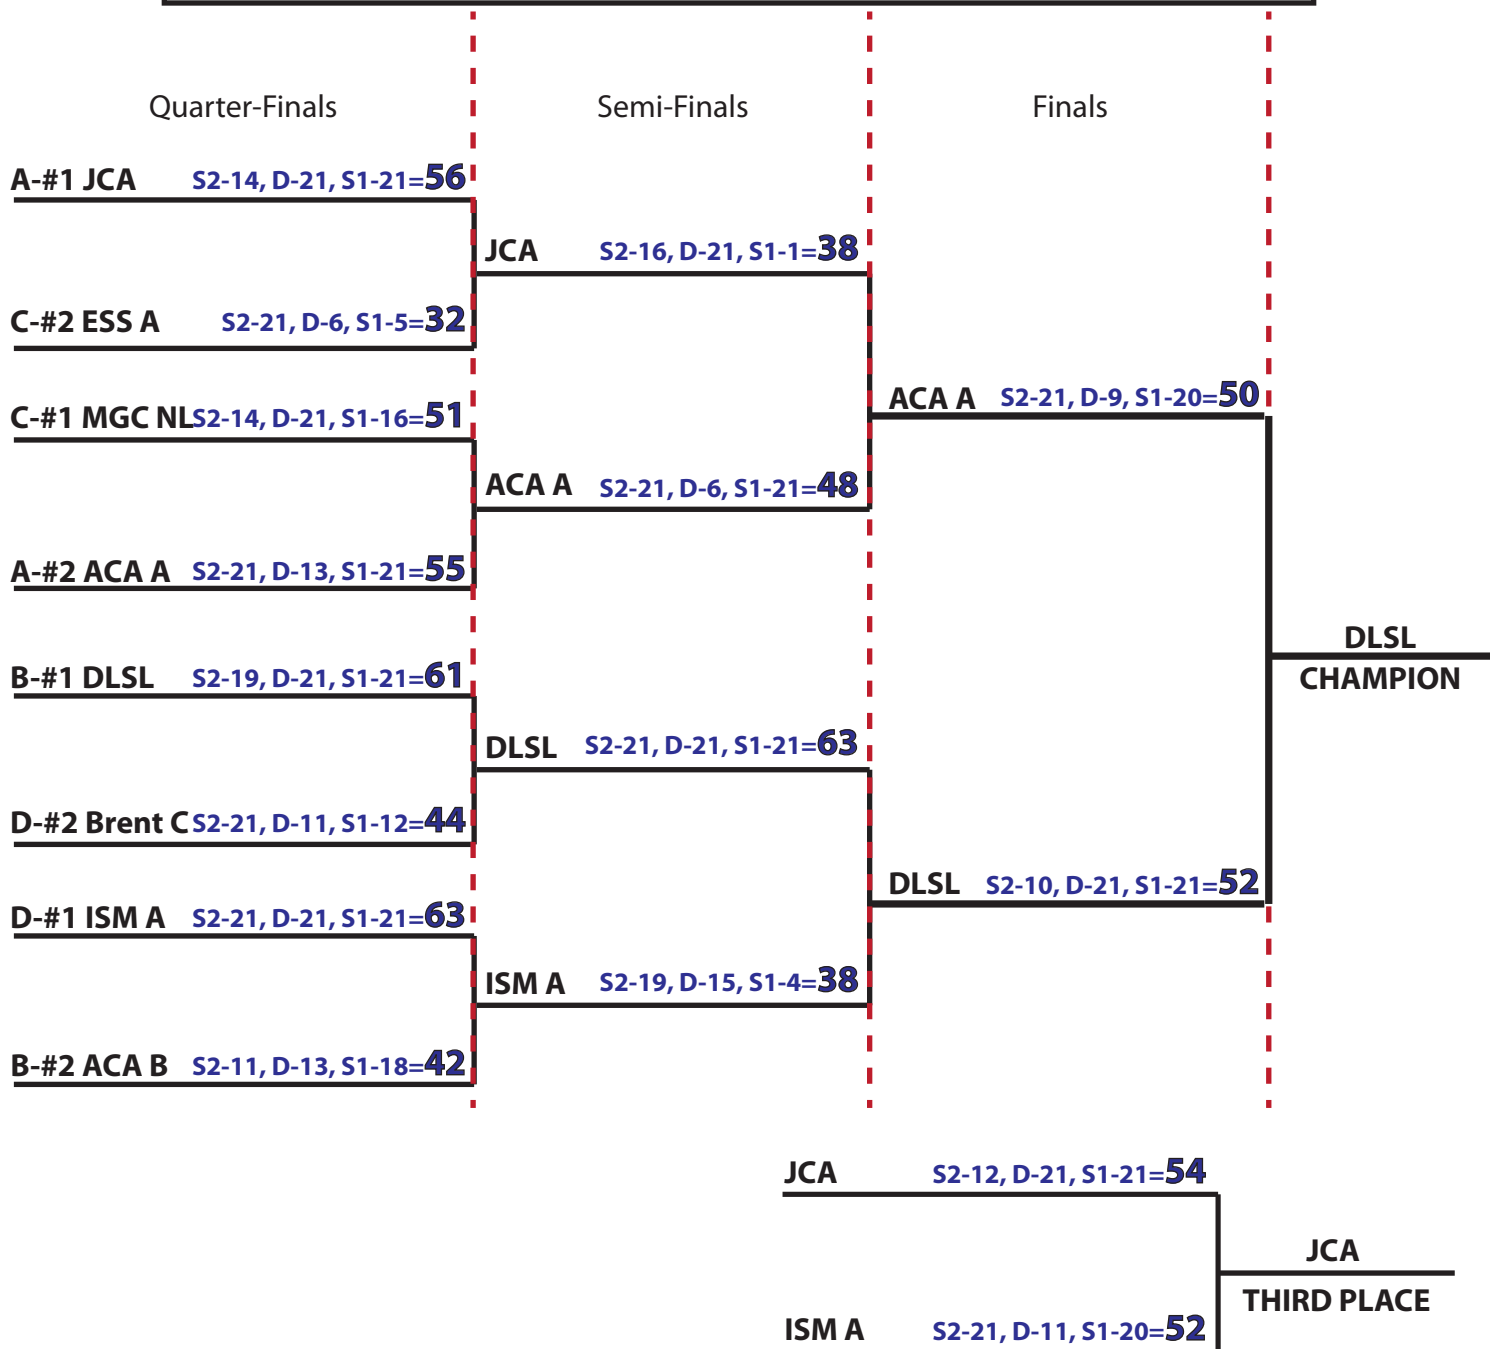 Quarter-Finals Semi-Finals Finals
A-#1 JCA S2-14, D-21, S1-21=56
JCA S2-16, D-21, S1-1=38
C-#2 ESS A S2-21, D-6, S1-5=32
ACA A S2-21, D-9, S1-20=50
C-#1 MGC NL S2-14, D-21, S1-16=51
ACA A S2-21, D-6, S1-21=48
A-#2 ACA A S2-21, D-13, S1-21=55
DLSL
CHAMPION
B-#1 DLSL S2-19, D-21, S1-21=61
DLSL S2-21, D-21, S1-21=63
D-#2 Brent C S2-21, D-11, S1-12=44
DLSL S2-10, D-21, S1-21=52
D-#1 ISM A S2-21, D-21, S1-21=63
ISM A S2-19, D-15, S1-4=38
B-#2 ACA B S2-11, D-13, S1-18=42
JCA S2-12, D-21, S1-21=54
JCA
THIRD PLACE
ISM A S2-21, D-11, S1-20=52